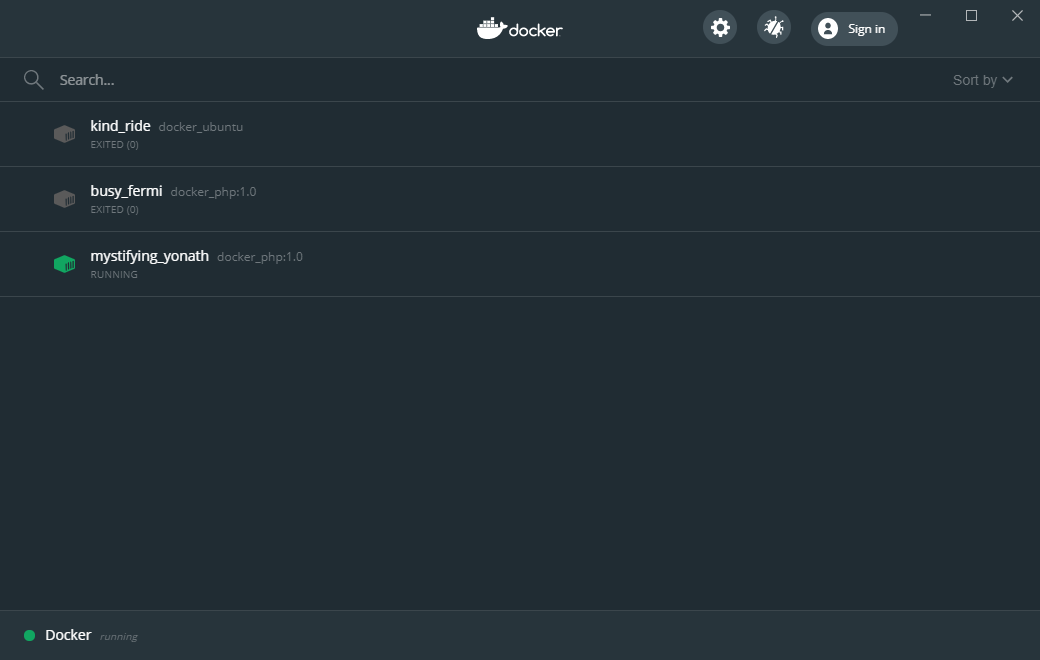 docker
Sign in
Search...
Sort by
kind_ride docker_ubuntu
EXITED (0)
busy_fermi docker_php:1.0
EXITED (0)
mystifying_yonath docker_php:1.0
RUNNING
Docker running